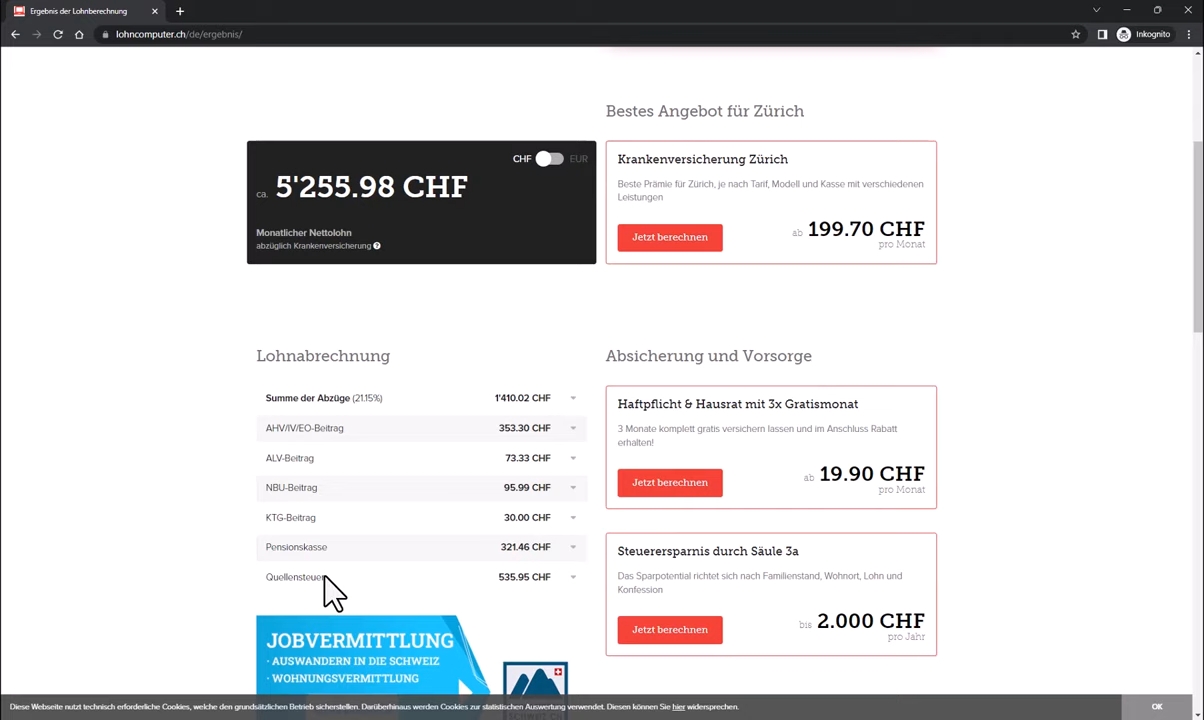 Ergebnis der Lohnberechnung
lohncomputer.ch/de/ergebnis/
Inkognito
Bestes Angebot für Zürich
CHF EUR
ca. 5'255.98 CHF
Monatlicher Nettolohn
abzüglich Krankenversicherung ?
Krankenversicherung Zürich
Beste Prämie für Zürich, je nach Tarif, Modell und Kasse mit verschiedenen
Leistungen
Jetzt berechnen
ab 199.70 CHF
pro Monat
Lohnabrechnung
Summe der Abzüge (21.15%) 1'410.02 CHF
AHV/IV/EO-Beitrag 353.30 CHF
ALV-Beitrag 73.33 CHF
NBU-Beitrag 95.99 CHF
KTG-Beitrag 30.00 CHF
Pensionskasse 321.46 CHF
Quellensteuer 535.95 CHF
Absicherung und Vorsorge
Haftpflicht & Hausrat mit 3x Gratismonat
3 Monate komplett gratis versichern lassen und im Anschluss Rabatt
erhalten!
Jetzt berechnen
ab 19.90 CHF
pro Monat
Steuerersparnis durch Säule 3a
Das Sparpotential richtet sich nach Familienstand, Wohnort, Lohn und
Konfession
Jetzt berechnen
bis 2.000 CHF
pro Jahr
JOBVERMITTLUNG
· AUSWANDERN IN DIE SCHWEIZ
· WOHNUNGSVERMITTLUNG
Diese Webseite nutzt technisch erforderliche Cookies, welche den grundsätzlichen Betrieb sicherstellen. Darüberhinaus werden Cookies zur statistischen Auswertung verwendet. Diesen können Sie hier widersprechen.
OK